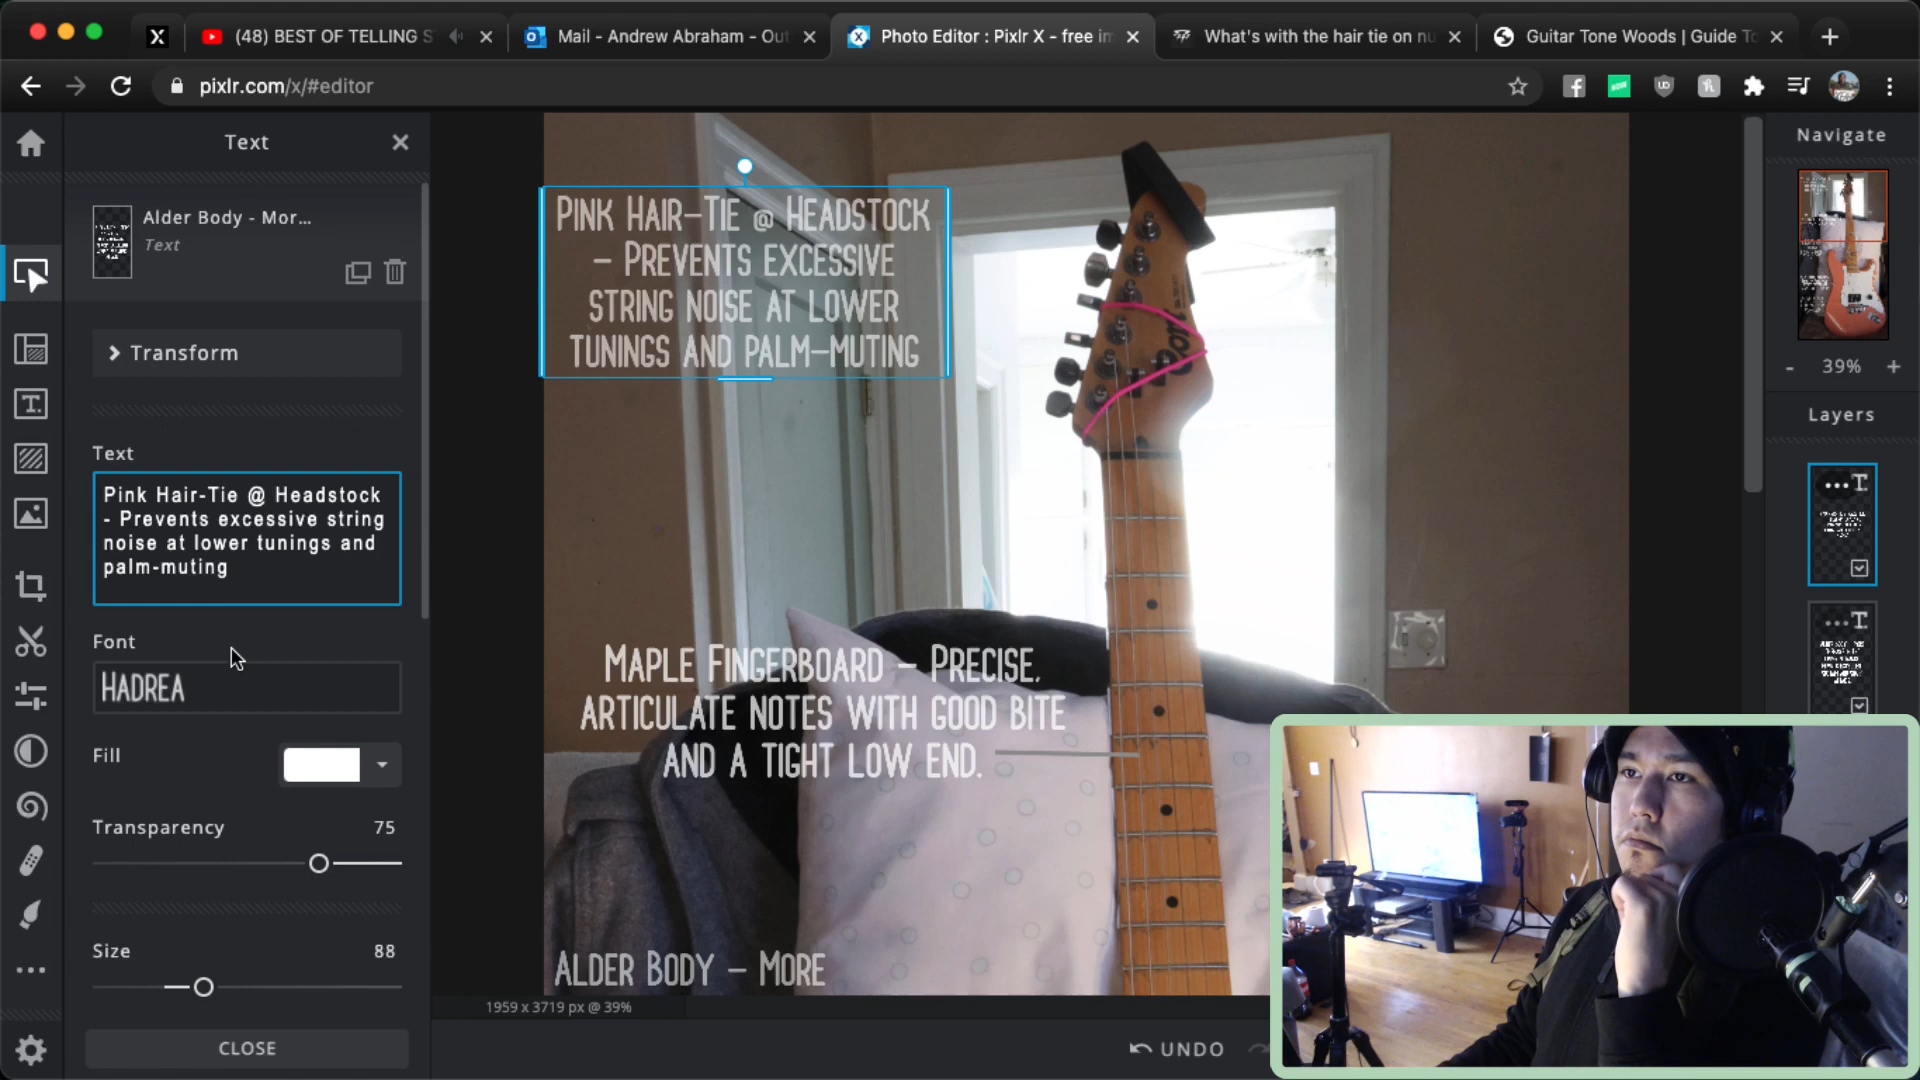 (48) BEST OF TELLING S
Mail - Andrew Abraham - Out
Photo Editor : Pixlr X - free im
What's with the hair tie on nu
Guitar Tone Woods | Guide To
pixlr.com/x/#editor
Text
Alder Body - Mor...
Text
Transform
Text
Pink Hair-Tie @ Headstock
- Prevents excessive string
noise at lower tunings and
palm-muting
Font
HADREA
Fill
Transparency 75
Size 88
CLOSE
Pink Hair-Tie @ Headstock
- Prevents excessive
string noise at lower
tunings and palm-muting
Maple Fingerboard - Precise,
articulate notes with good bite
and a tight low end.
Alder Body - More
1959 x 3719 px @ 39%
UNDO
Navigate
- 39% +
Layers